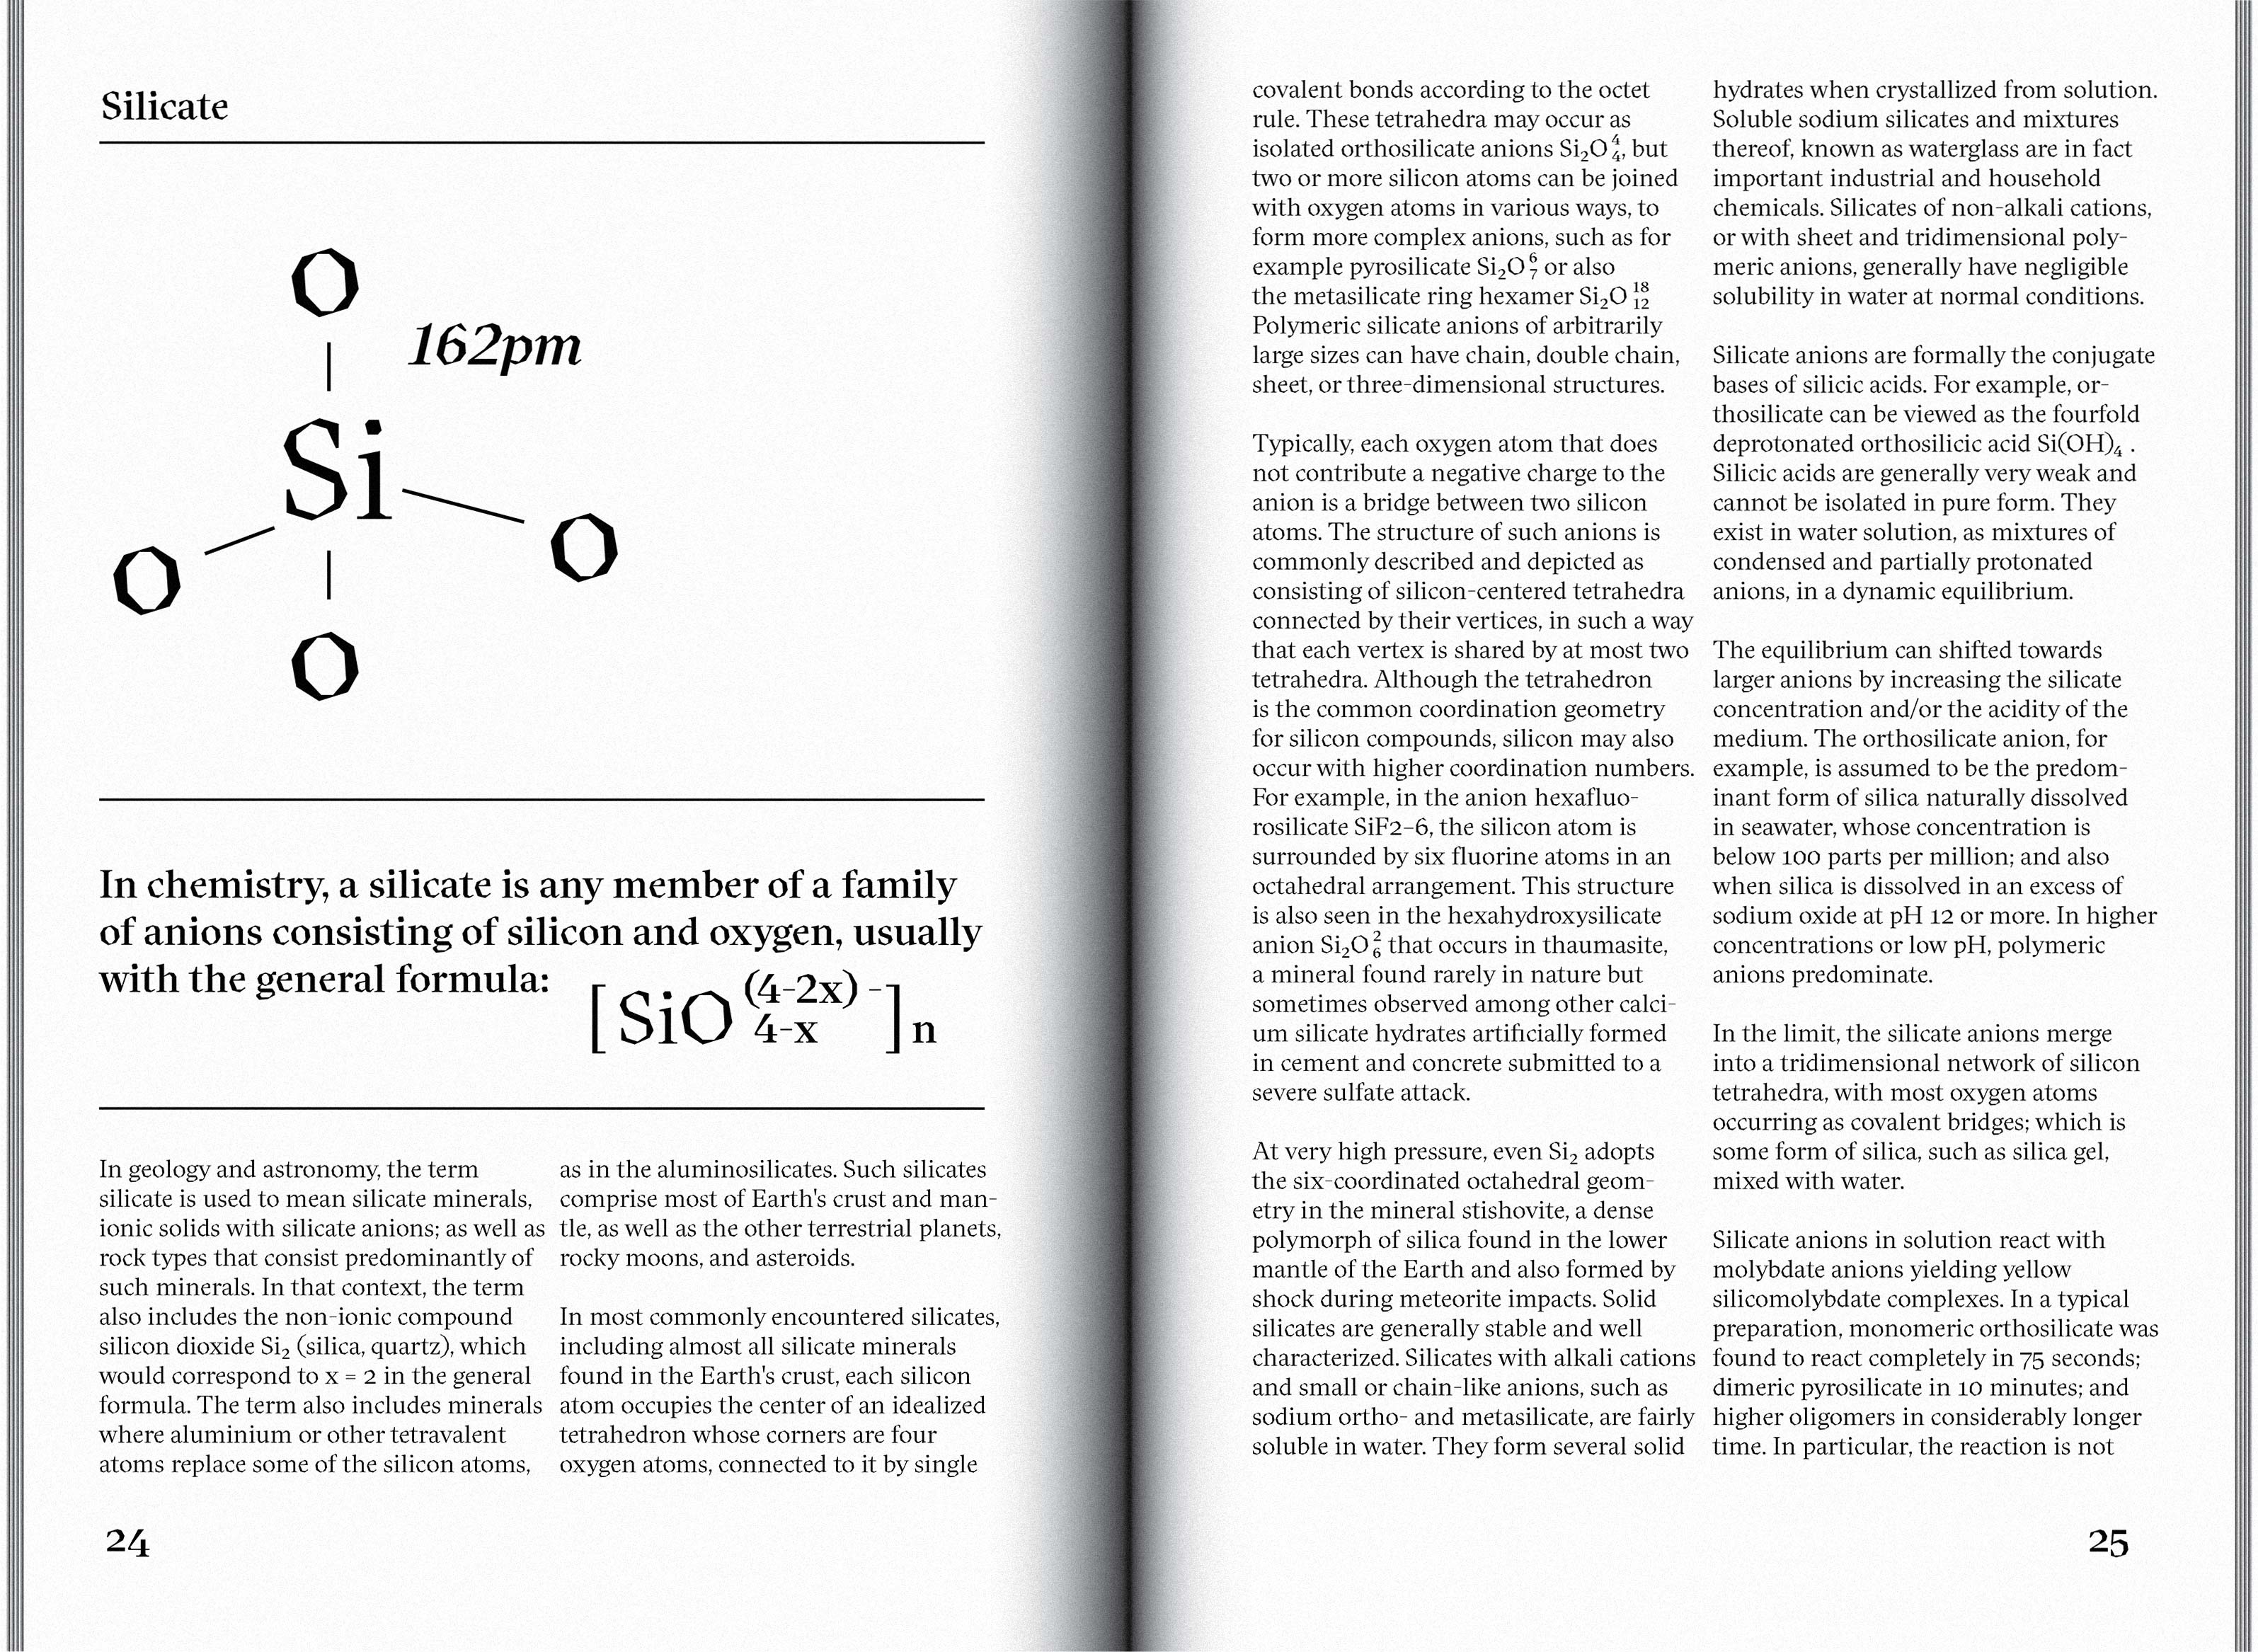 Silicate
O
162pm
Si
O
O
O
In chemistry, a silicate is any member of a family
of anions consisting of silicon and oxygen, usually
with the general formula:
[SiO (4-2x) - 4-x ] n
In geology and astronomy, the term
silicate is used to mean silicate minerals,
ionic solids with silicate anions; as well as
rock types that consist predominantly of
such minerals. In that context, the term
also includes the non-ionic compound
silicon dioxide Si₂ (silica, quartz), which
would correspond to x = 2 in the general
formula. The term also includes minerals
where aluminium or other tetravalent
atoms replace some of the silicon atoms,
as in the aluminosilicates. Such silicates
comprise most of Earth's crust and man-
tle, as well as the other terrestrial planets,
rocky moons, and asteroids.
In most commonly encountered silicates,
including almost all silicate minerals
found in the Earth's crust, each silicon
atom occupies the center of an idealized
tetrahedron whose corners are four
oxygen atoms, connected to it by single
24
covalent bonds according to the octet
rule. These tetrahedra may occur as
isolated orthosilicate anions Si₂O⁴₄, but
two or more silicon atoms can be joined
with oxygen atoms in various ways, to
form more complex anions, such as for
example pyrosilicate Si₂O⁶₇ or also
the metasilicate ring hexamer Si₂O¹⁸₁₂
Polymeric silicate anions of arbitrarily
large sizes can have chain, double chain,
sheet, or three-dimensional structures.
Typically, each oxygen atom that does
not contribute a negative charge to the
anion is a bridge between two silicon
atoms. The structure of such anions is
commonly described and depicted as
consisting of silicon-centered tetrahedra
connected by their vertices, in such a way
that each vertex is shared by at most two
tetrahedra. Although the tetrahedron
is the common coordination geometry
for silicon compounds, silicon may also
occur with higher coordination numbers.
For example, in the anion hexafluo-
rosilicate SiF2–6, the silicon atom is
surrounded by six fluorine atoms in an
octahedral arrangement. This structure
is also seen in the hexahydroxysilicate
anion Si₂O²₆ that occurs in thaumasite,
a mineral found rarely in nature but
sometimes observed among other calci-
um silicate hydrates artificially formed
in cement and concrete submitted to a
severe sulfate attack.
At very high pressure, even Si₂ adopts
the six-coordinated octahedral geom-
etry in the mineral stishovite, a dense
polymorph of silica found in the lower
mantle of the Earth and also formed by
shock during meteorite impacts. Solid
silicates are generally stable and well
characterized. Silicates with alkali cations
and small or chain-like anions, such as
sodium ortho- and metasilicate, are fairly
soluble in water. They form several solid
hydrates when crystallized from solution.
Soluble sodium silicates and mixtures
thereof, known as waterglass are in fact
important industrial and household
chemicals. Silicates of non-alkali cations,
or with sheet and tridimensional poly-
meric anions, generally have negligible
solubility in water at normal conditions.
Silicate anions are formally the conjugate
bases of silicic acids. For example, or-
thosilicate can be viewed as the fourfold
deprotonated orthosilicic acid Si(OH)₄ .
Silicic acids are generally very weak and
cannot be isolated in pure form. They
exist in water solution, as mixtures of
condensed and partially protonated
anions, in a dynamic equilibrium.
The equilibrium can shifted towards
larger anions by increasing the silicate
concentration and/or the acidity of the
medium. The orthosilicate anion, for
example, is assumed to be the predom-
inant form of silica naturally dissolved
in seawater, whose concentration is
below 100 parts per million; and also
when silica is dissolved in an excess of
sodium oxide at pH 12 or more. In higher
concentrations or low pH, polymeric
anions predominate.
In the limit, the silicate anions merge
into a tridimensional network of silicon
tetrahedra, with most oxygen atoms
occurring as covalent bridges; which is
some form of silica, such as silica gel,
mixed with water.
Silicate anions in solution react with
molybdate anions yielding yellow
silicomolybdate complexes. In a typical
preparation, monomeric orthosilicate was
found to react completely in 75 seconds;
dimeric pyrosilicate in 10 minutes; and
higher oligomers in considerably longer
time. In particular, the reaction is not
25